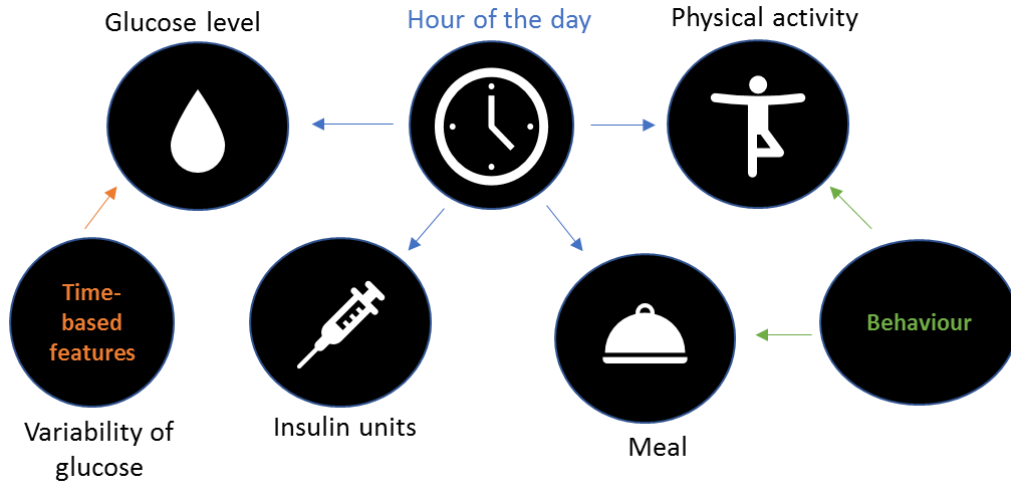 Glucose level
Hour of the day
Physical activity
Time-
based
features
Behaviour
Variability of
glucose
Insulin units
Meal